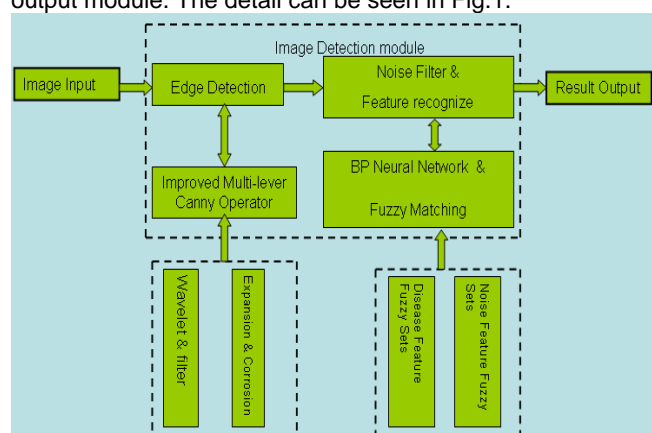 output module. The detail can be seen in Fig.1.
Image Detection module
Image Input
Edge Detection
Noise Filter &
Feature recognize
Result Output
Improved Multi-lever
Canny Operator
BP Neural Network &
Fuzzy Matching
Wavelet & filter
Expansion & Corrosion
Disease Feature
Fuzzy Sets
Noise Feature Fuzzy
Sets